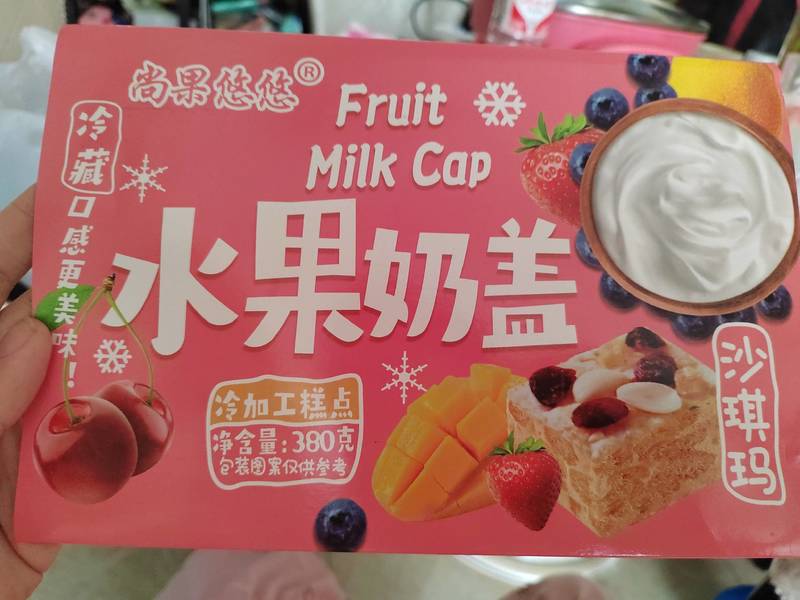 尚果悠悠®
Fruit
Milk Cap
冷藏口感更美味！
水果奶盖
冷加工糕点
净含量：380克
包装图案仅供参考
沙琪玛